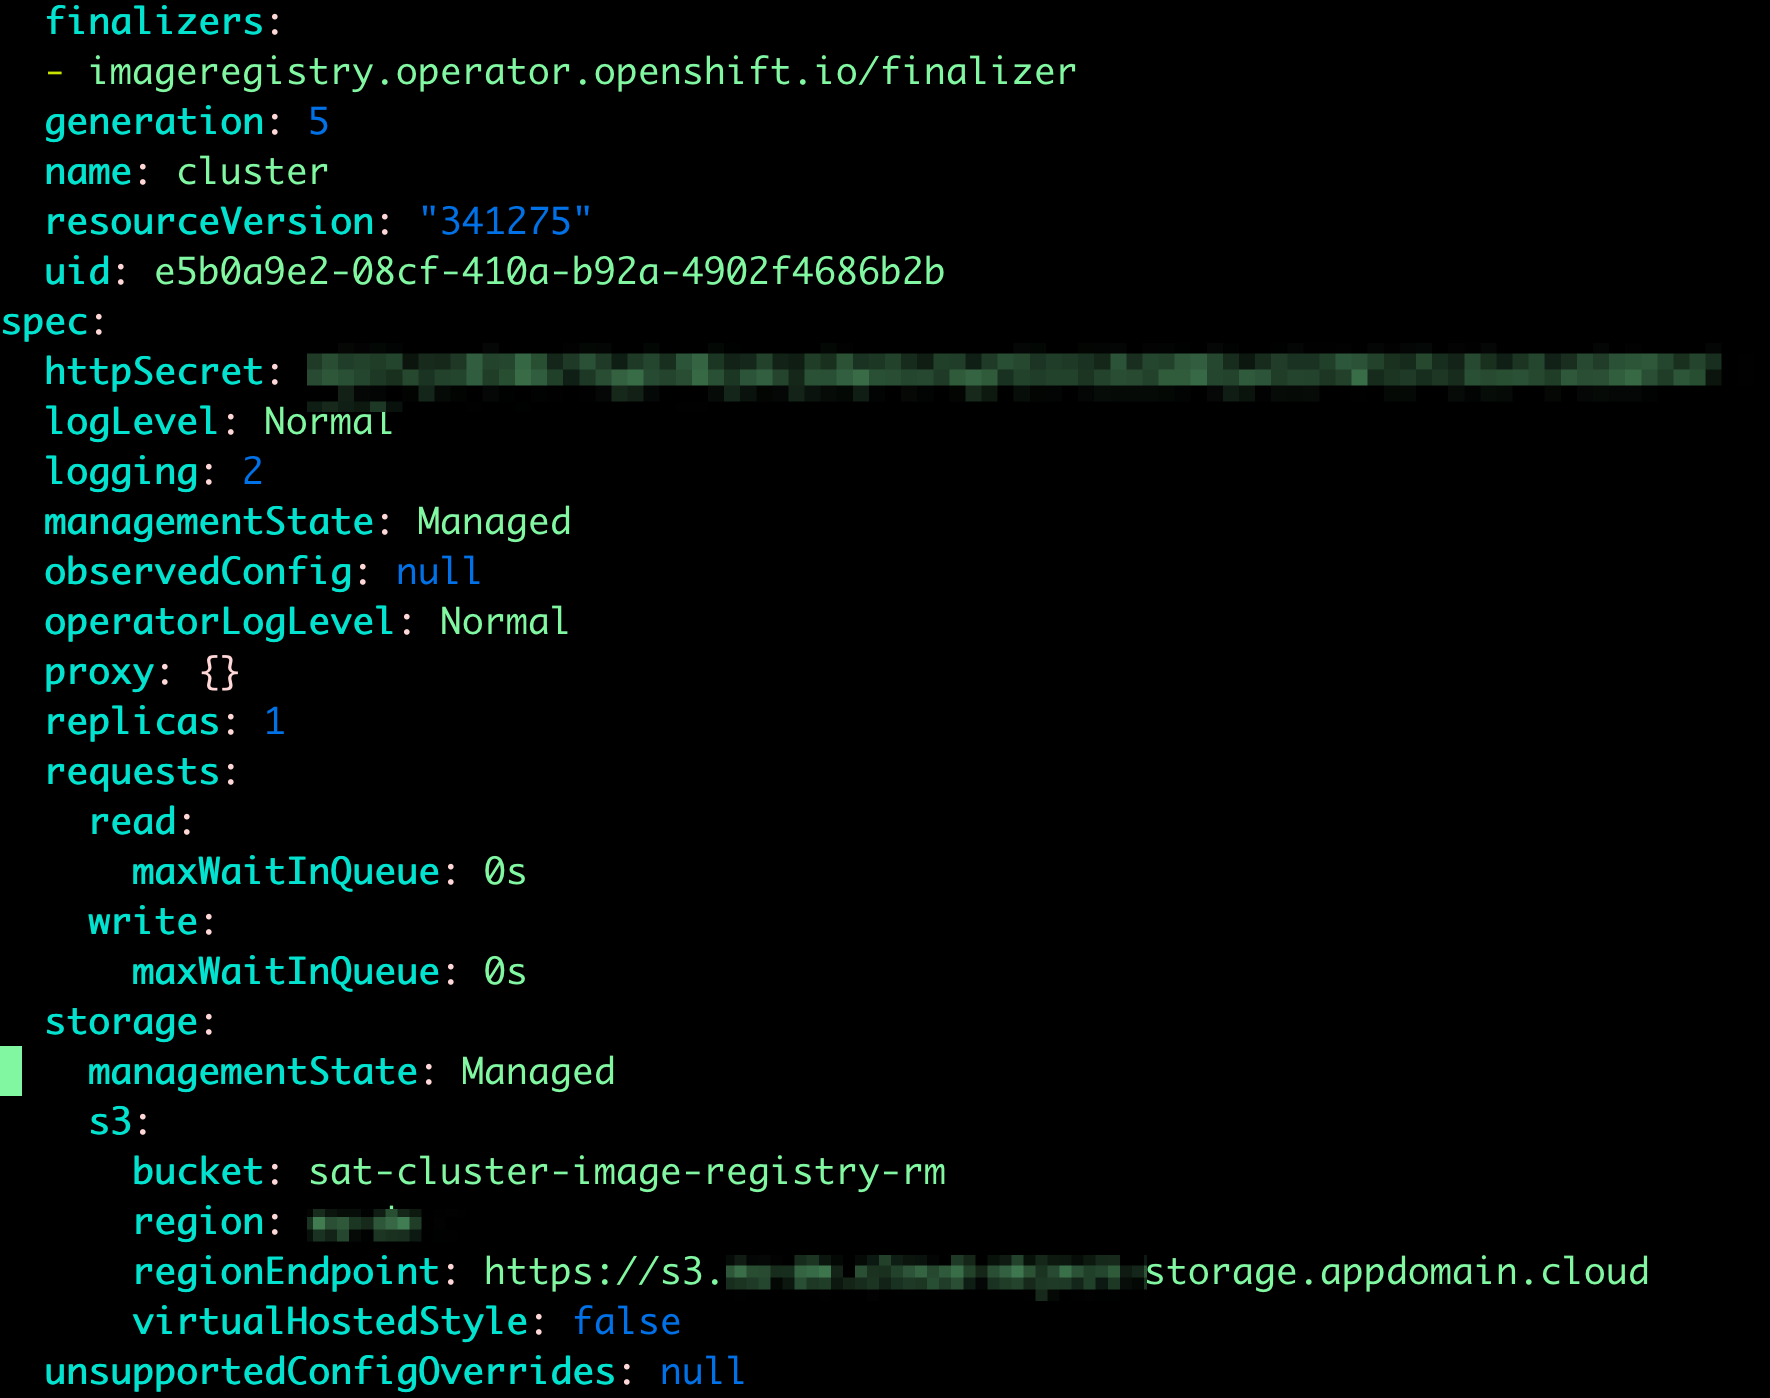 finalizers:
- imageregistry.operator.openshift.io/finalizer
generation: 5
name: cluster
resourceVersion: "341275"
uid: e5b0a9e2-08cf-410a-b92a-4902f4686b2b
spec:
httpSecret:
logLevel: Normal
logging: 2
managementState: Managed
observedConfig: null
operatorLogLevel: Normal
proxy: {}
replicas: 1
requests:
read:
maxWaitInQueue: 0s
write:
maxWaitInQueue: 0s
storage:
managementState: Managed
s3:
bucket: sat-cluster-image-registry-rm
region:
regionEndpoint: https://s3. storage.appdomain.cloud
virtualHostedStyle: false
unsupportedConfigOverrides: null